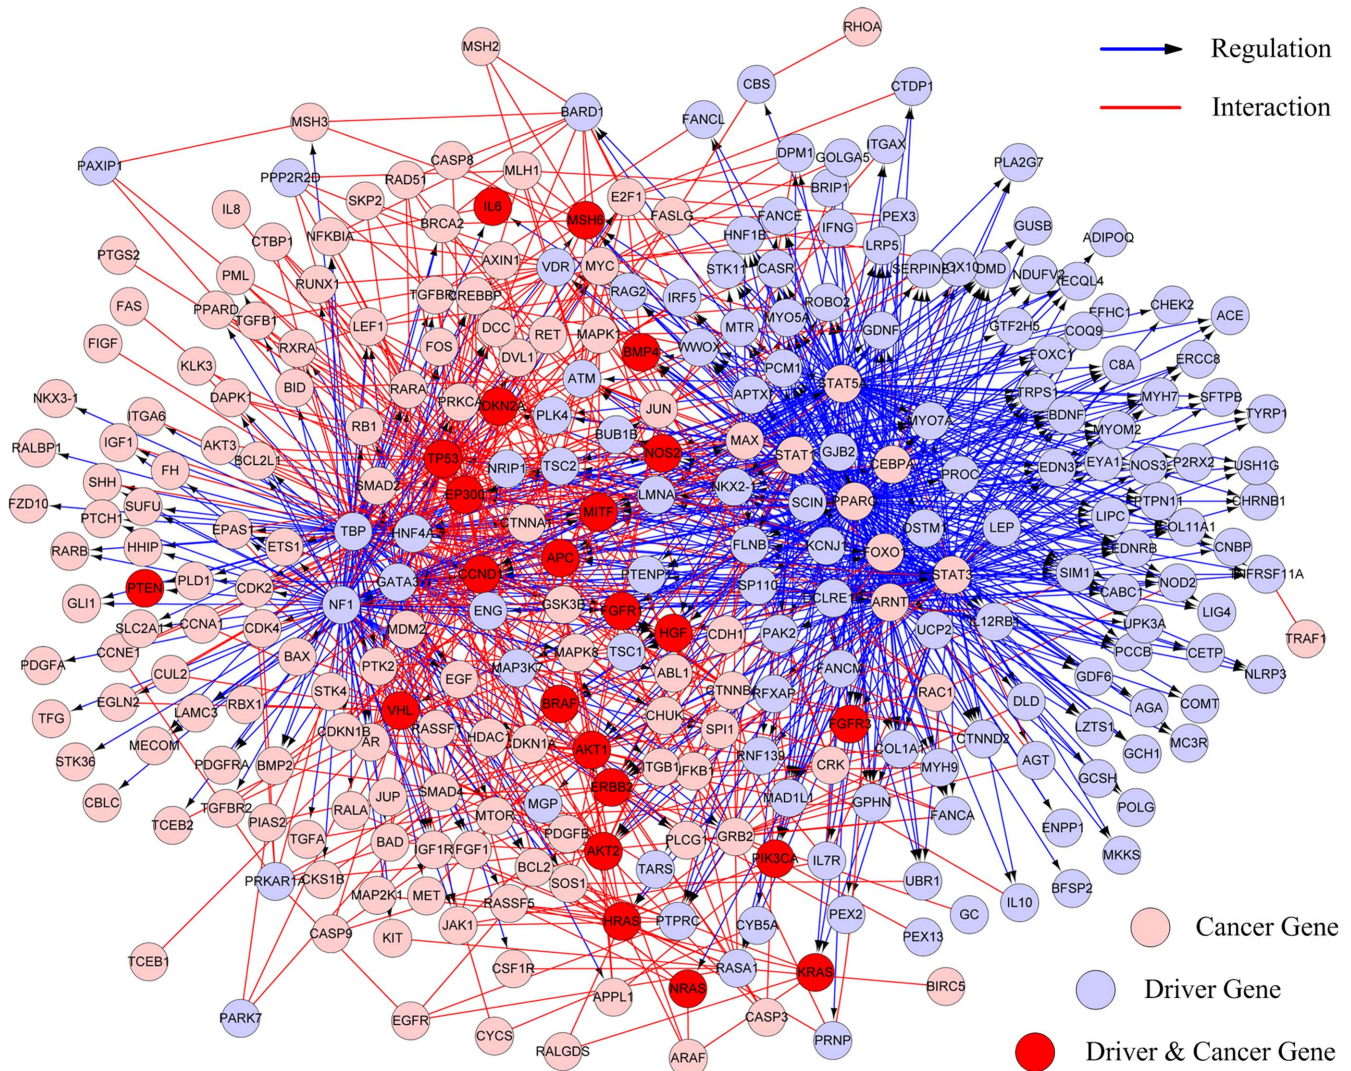 RHOA
MSH2
Regulation
CBS
CTDP1
Interaction
BARD1
FANCL
MSH3
ITGAX
DPM1
GOLGA5
PLA2G7
CASP8
PAXIP1
MLH1
PPP2R2D
RAD51
BRIP1
E2F1
SKP2
IL6
IL8
FASLG
FANCE
PEX3
MSH6
BRCA2
IFNG
GUSB
NFKBIA
HNF1B
ADIPOQ
CTBP1
LRP5
PTGS2
AXIN1
VDR
MYC
STK11
CASR
SERPINE1
DMD
NDUFV2
PML
RUNX1
RAG2
IRF5
ROBO2
FAS
PPARD
TGFB1
CREBBP
CHEK2
EFHC1
ACE
LEF1
DCC
RET
MAPK1
MTR
MYO5A
GDNF
GTF2H5
COQ9
FIGF
RXRA
FOS
DVL1
BMP4
WWOX
FOXC1
KLK3
C8A
ERCC8
PCM1
BID
RARA
ATM
STAT5A
TRPS1
NKX3-1
DAPK1
PRKCA
CDKN2A
PLK4
JUN
APTX
MYH7
SFTPB
ITGA6
BDNF
TYRP1
RB1
MYO7A
MYOM2
IGF1
AKT3
BUB1B
MAX
RALBP1
BCL2L1
TP53
NRIP1
TSC2
NOS2
STAT1
GJB2
CEBPA
EDN3
EYA1
NOS3
P2RX2
USH1G
FH
SHH
SMAD2
EP300
LMNA
NKX2-1
PROC
FZD10
SUFU
SCIN
PPARG
PTPN11
CHRNB1
PTCH1
EPAS1
TBP
HNF4A
CTNNA1
MITF
LIPC
COL11A1
LEP
RARB
HHIP
ETS1
FLNB
KCNJ1
FOXO1
EDNRB
CNBP
APC
PTEN
PLD1
GATA3
CCND1
PTENP1
SP110
STAT3
SIM1
NOD2
TNFRSF11A
CDK2
CABC1
GLI1
NF1
ENG
GSK3B
FGFR1
ARNT
LIG4
SLC2A1
CCNA1
CDK4
MDM2
HGF
CDH1
PAK2
UCP2
UPK3A
TRAF1
CCNE1
BAX
PTK2
MAPK8
TSC1
PCCB
CETP
PDGFA
MAP3K7
FANCM
NLRP3
CUL2
EGF
ABL1
GDF6
STK4
RFXAP
RAC1
DLD
COMT
EGLN2
LAMC3
RBX1
VHL
BRAF
AGA
TFG
CHUK
SPI1
FGFR3
LZTS1
CDKN1B
RASSF1
HDAC1
CDKN1A
CTNND2
MC3R
MECOM
AR
AKT1
COL1A1
GCH1
STK36
PDGFRA
BMP2
ITGB1
RNF139
CRK
MYH9
AGT
GCSH
CBLC
JUP
SMAD4
ERBB2
MAD1L1
GPHN
POLG
TGFBR2
RALA
MGP
MTOR
FANCA
TCEB2
PIAS2
ENPP1
TGFA
BAD
PDGFB
PLCG1
GRB2
IGF1R
FGF1
AKT2
PIK3CA
IL7R
MKKS
BCL2
TARS
PRKAR1A
CKS1B
SOS1
UBR1
BFSP2
MAP2K1
MET
RASSF5
IL10
HRAS
PTPRC
CYB5A
PEX2
GC
Cancer Gene
CASP9
KIT
JAK1
PEX13
TCEB1
CSF1R
RASA1
KRAS
BIRC5
Driver Gene
APPL1
NRAS
PARK7
EGFR
CASP3
CYCS
PRNP
RALGDS
ARAF
Driver & Cancer Gene